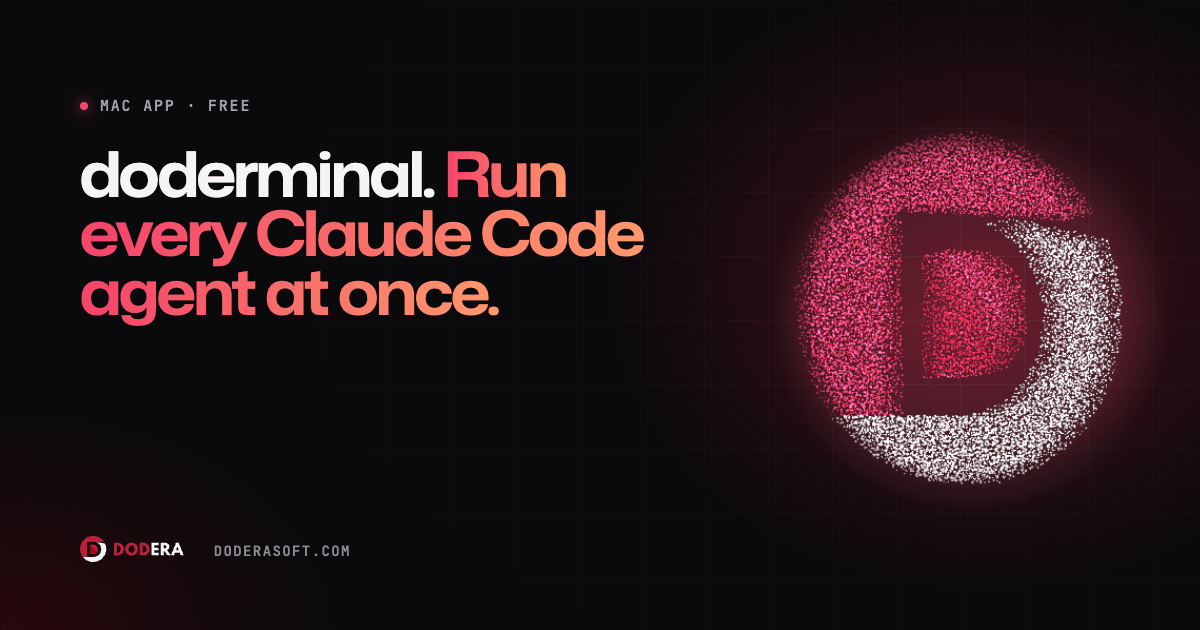 MAC APP · FREE
doderminal. Run
every Claude Code
agent at once.
DODERA DODERASOFT.COM